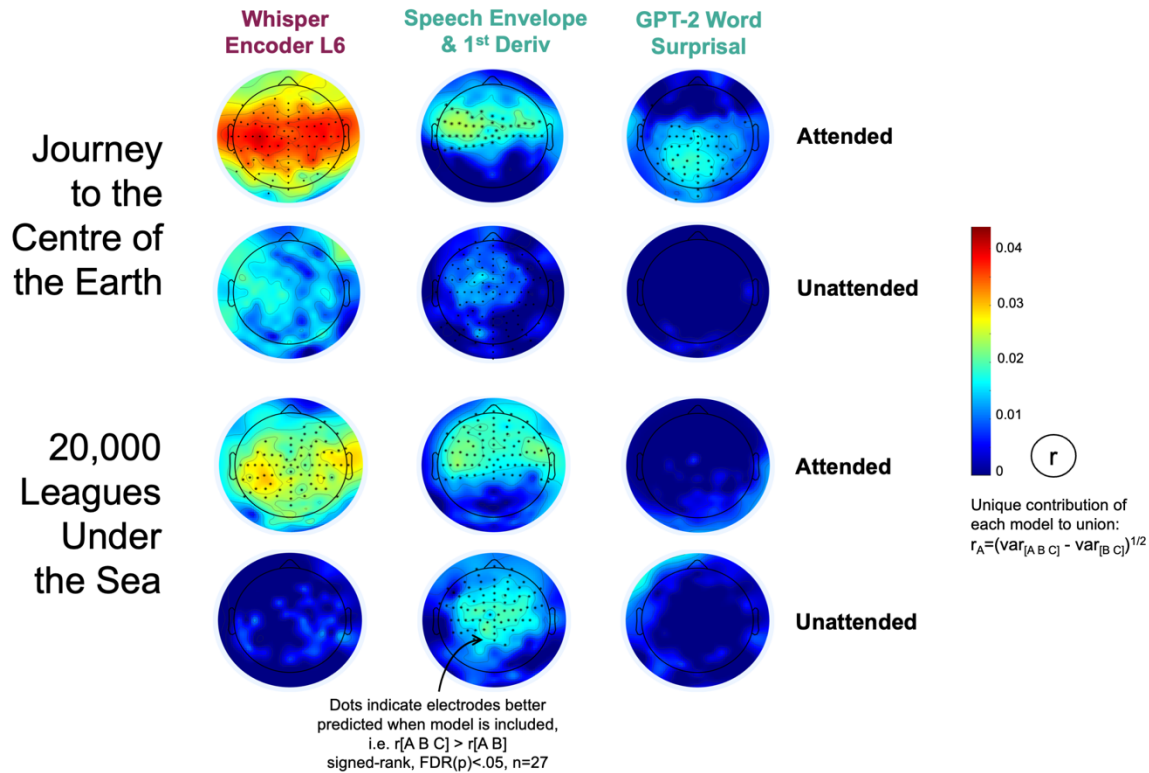 Whisper
Encoder L6
Speech Envelope
& 1st Deriv
GPT-2 Word
Surprisal
Journey
to the
Centre of
the Earth
Attended
Unattended
20,000
Leagues
Under
the Sea
Attended
Unattended
0.04
0.03
0.02
0.01
0
r
Unique contribution of
each model to union:
r_A=(var_[A B C] - var_[B C])^1/2
Dots indicate electrodes better
predicted when model is included,
i.e. r[A B C] > r[A B]
signed-rank, FDR(p)<.05, n=27